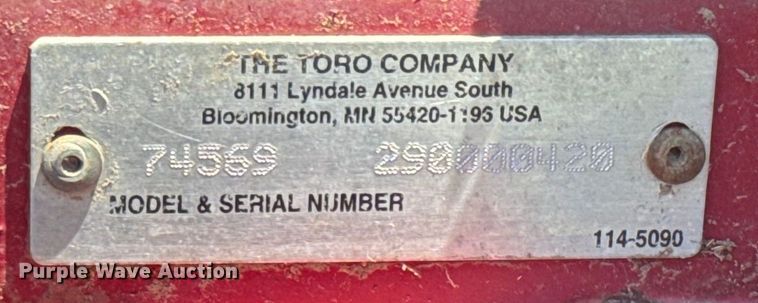 THE TORO COMPANY
8111 Lyndale Avenue South
Bloomington, MN 55420-1196 USA
74569 290000420
MODEL & SERIAL NUMBER
114-5090
Purple Wave Auction